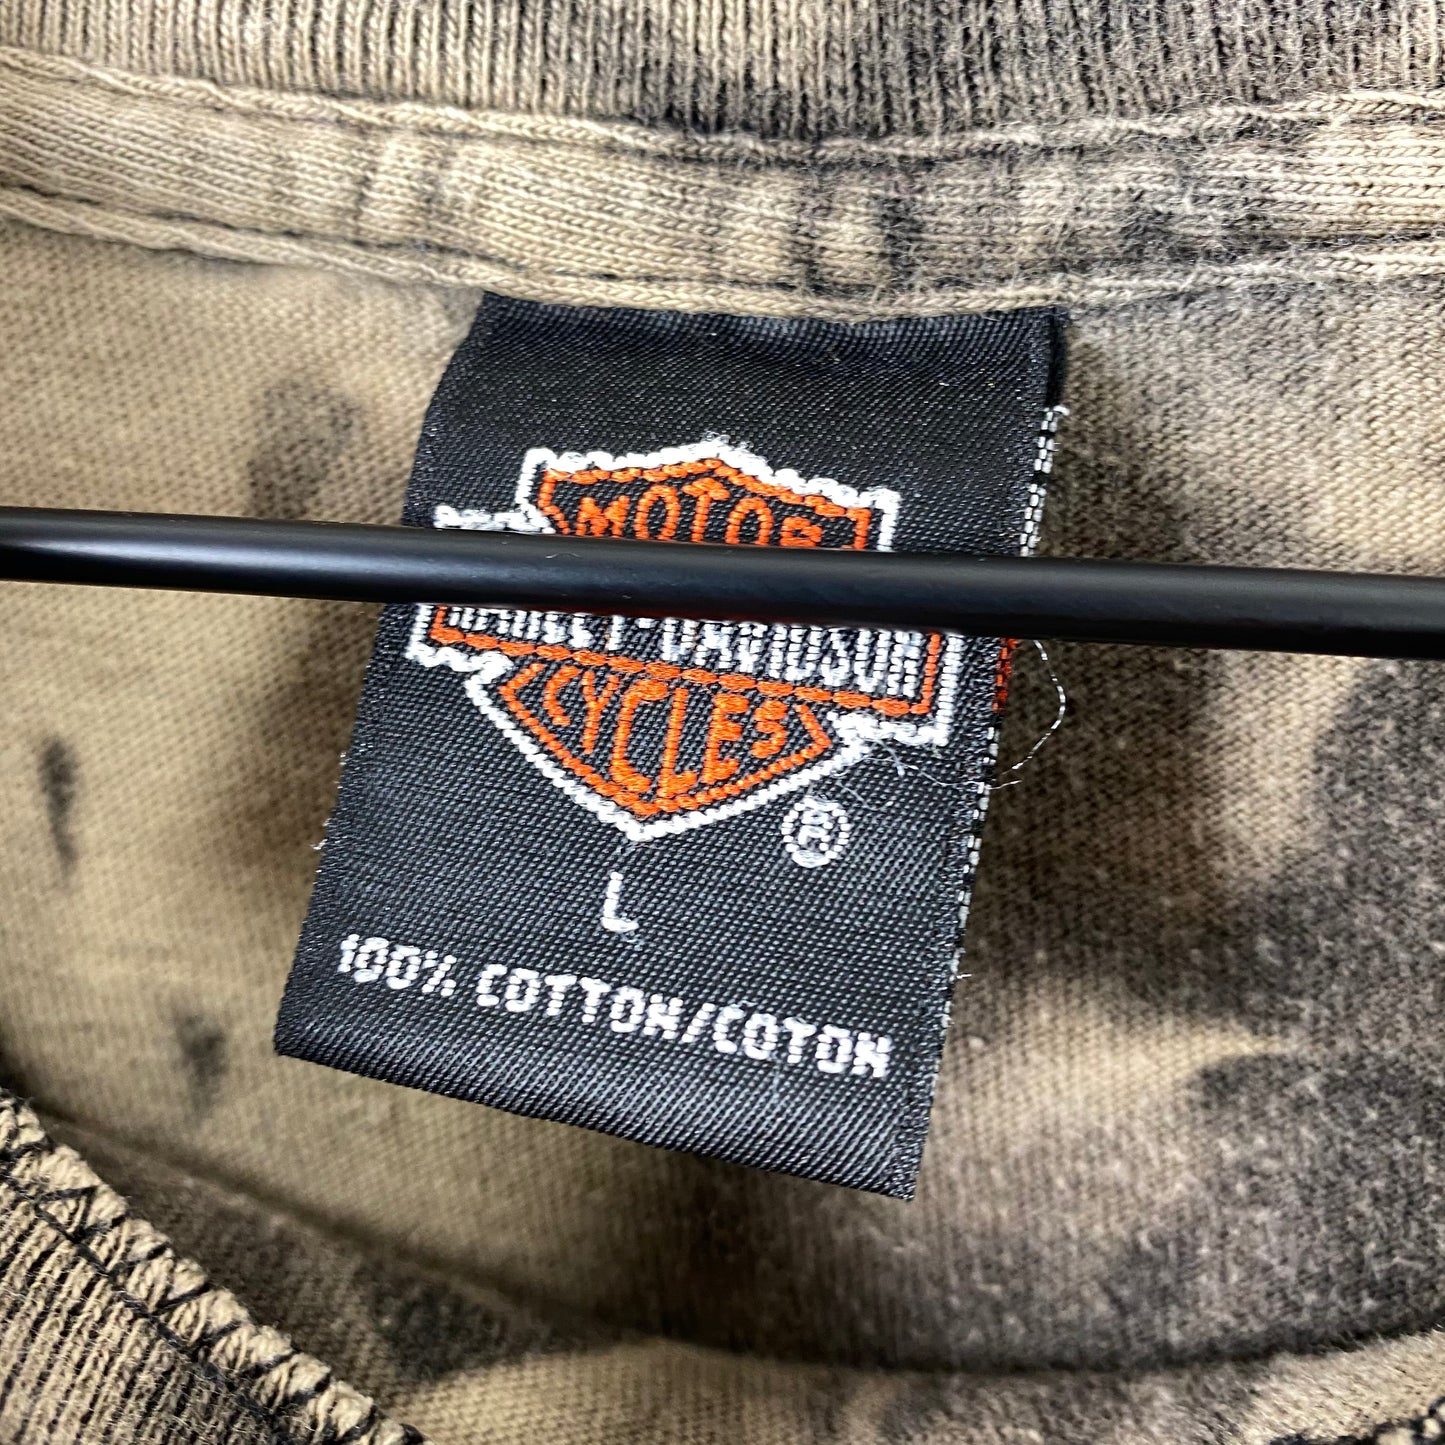 MOTOR
HARLEY-DAVIDSON
CYCLES
®
L
100% COTTON/COTON